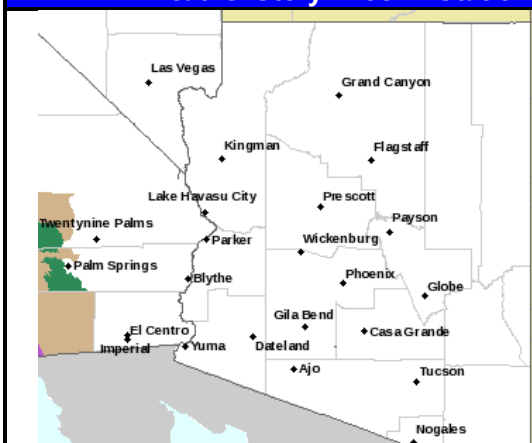 Las Vegas
Grand Canyon
Kingman
Flagstaff
Lake Havasu City
Prescott
Twentynine Palms
Payson
Parker
Wickenburg
Palm Springs
Blythe
Phoenix
Globe
Gila Bend
El Centro
Casa Grande
Imperial
Yuma
Dateland
Ajo
Tucson
Nogales